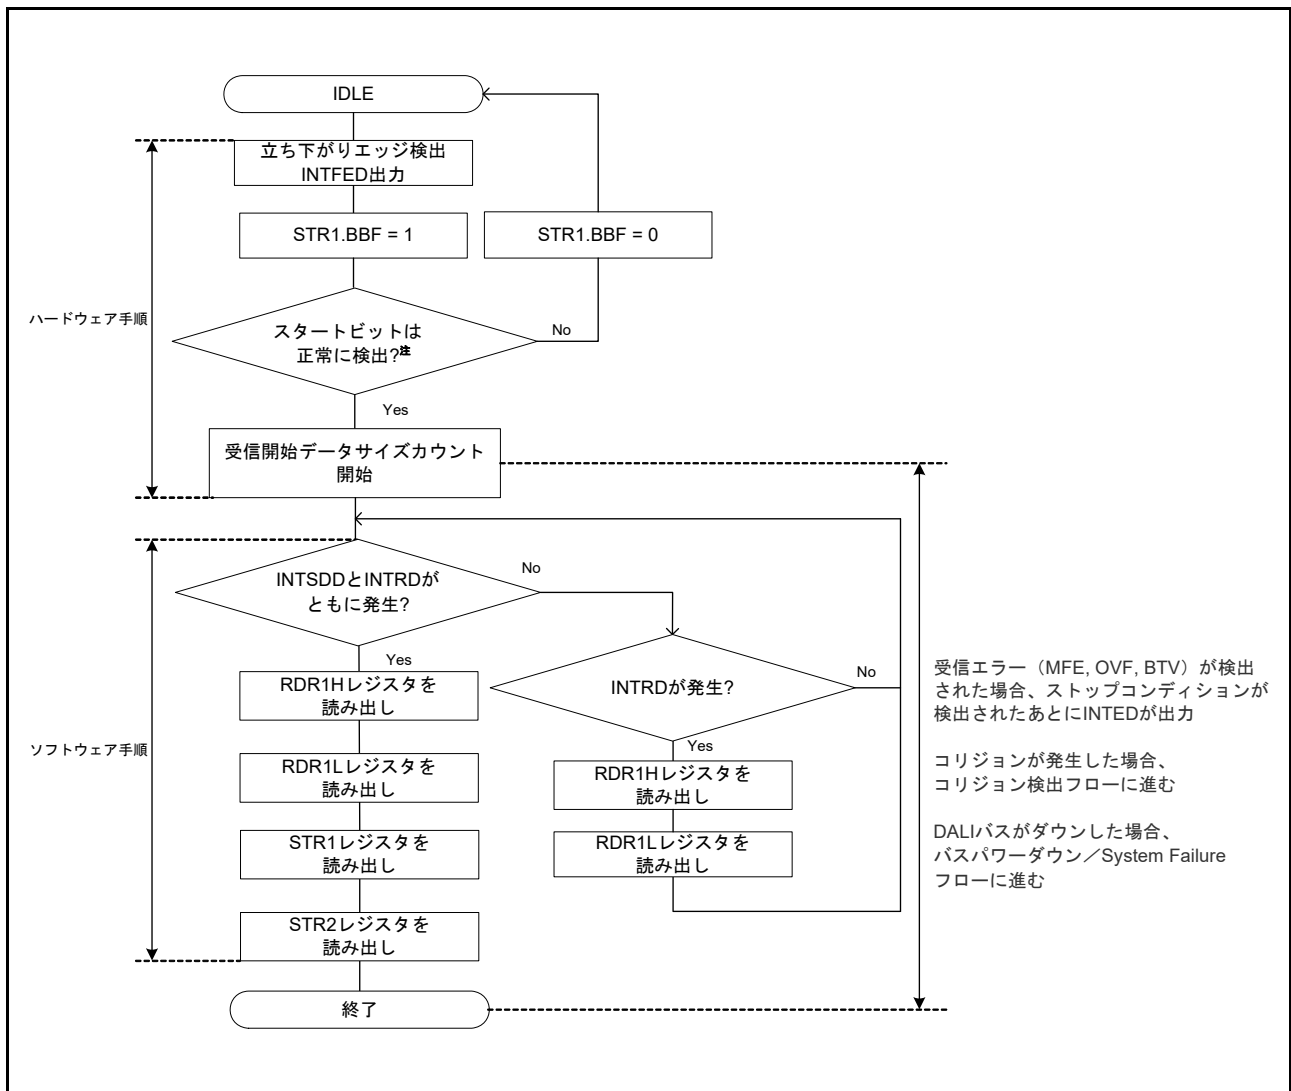 IDLE
立ち下がりエッジ検出
INTFED出力
STR1.BBF = 1
STR1.BBF = 0
ハードウェア手順
スタートビットは
正常に検出?注
No
Yes
受信開始データサイズカウント
開始
INTSDDとINTRDが
ともに発生?
No
Yes
INTRDが発生?
No
Yes
ソフトウェア手順
RDR1Hレジスタを
読み出し
RDR1Lレジスタを
読み出し
STR1レジスタを
読み出し
STR2レジスタを
読み出し
RDR1Hレジスタを
読み出し
RDR1Lレジスタを
読み出し
終了
受信エラー（MFE, OVF, BTV）が検出
された場合、ストップコンディションが
検出されたあとにINTEDが出力
コリジョンが発生した場合、
コリジョン検出フローに進む
DALIバスがダウンした場合、
バスパワーダウン／System Failure
フローに進む